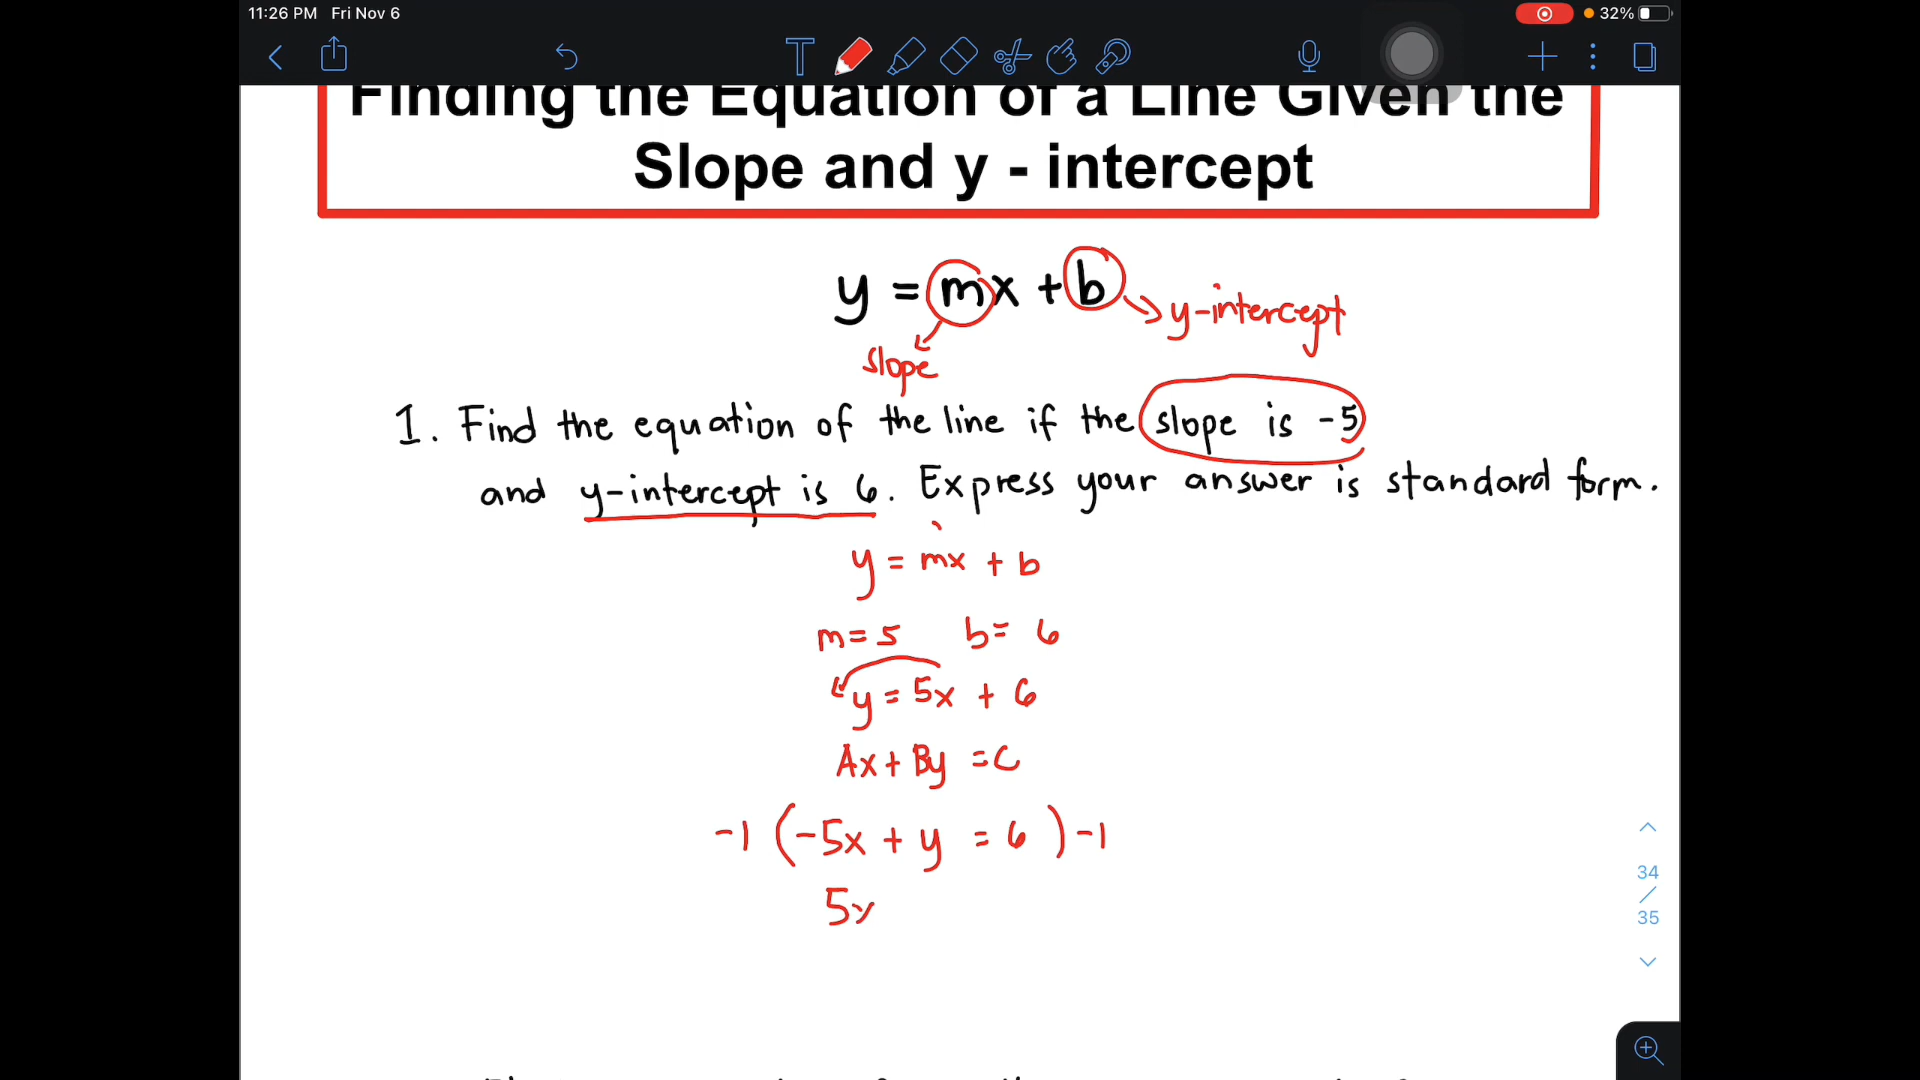 11:26 PM Fri Nov 6
32%
Finding the Equation of a Line Given the
Slope and y - intercept
y = mx + b
y-intercept
slope
1. Find the equation of the line if the slope is -5
and y-intercept is 6. Express your answer is standard form.
y = mx + b
m = 5 b = 6
y = 5x + 6
Ax + By = C
-1 (-5x + y = 6) -1
5x
34
35